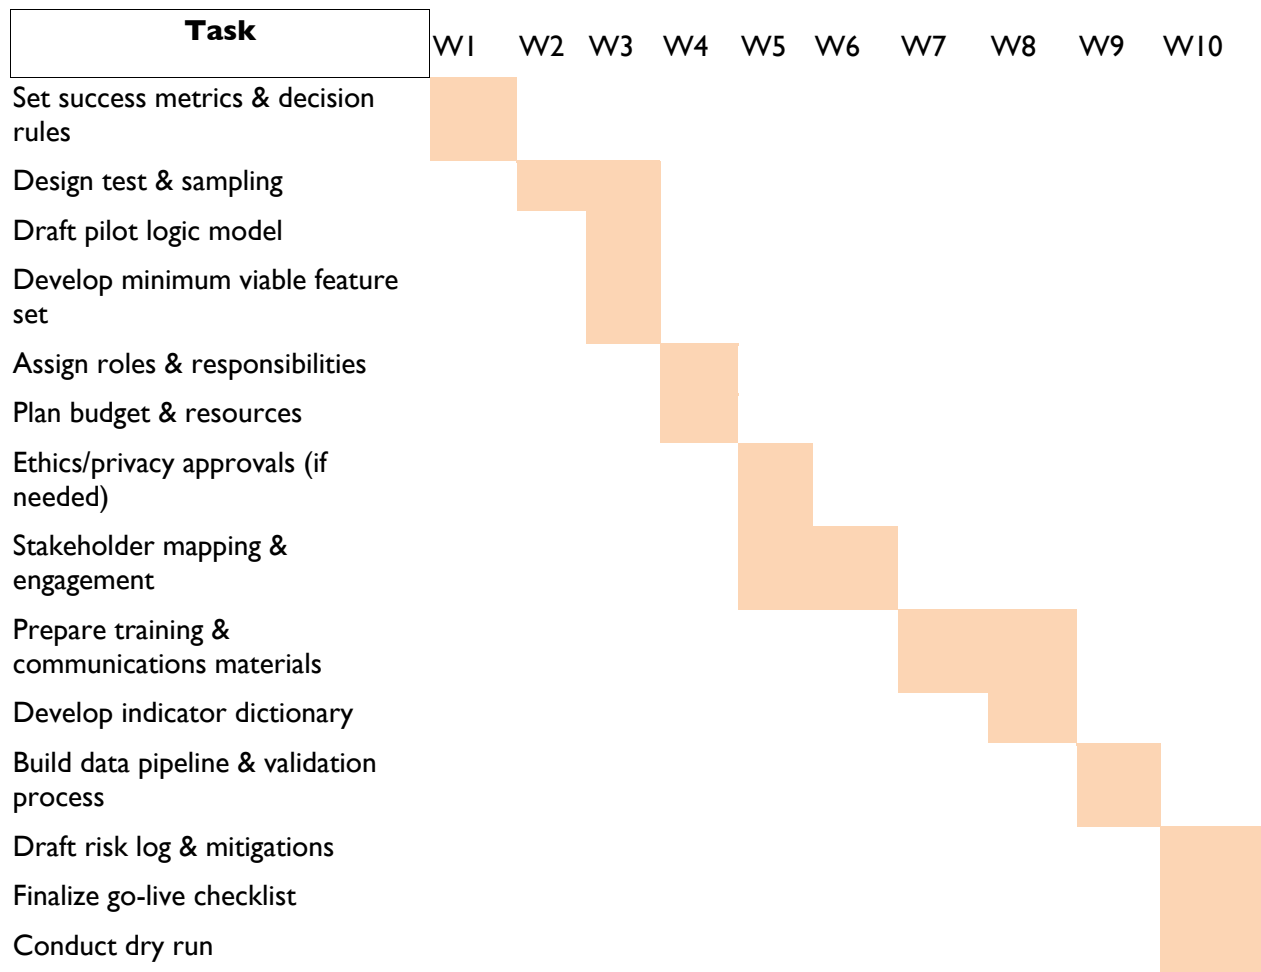 Task
W1 W2 W3 W4 W5 W6 W7 W8 W9 W10
Set success metrics & decision
rules
Design test & sampling
Draft pilot logic model
Develop minimum viable feature
set
Assign roles & responsibilities
Plan budget & resources
Ethics/privacy approvals (if
needed)
Stakeholder mapping &
engagement
Prepare training &
communications materials
Develop indicator dictionary
Build data pipeline & validation
process
Draft risk log & mitigations
Finalize go-live checklist
Conduct dry run